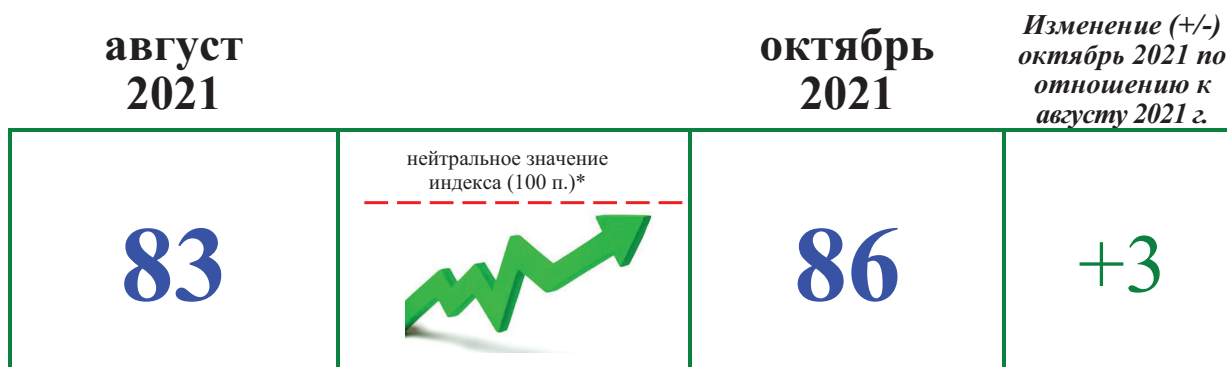 август
2021
октябрь
2021
Изменение (+/-)
октябрь 2021 по
отношению к
августу 2021 г.
83
нейтральное значение
индекса (100 п.)*
86
+3